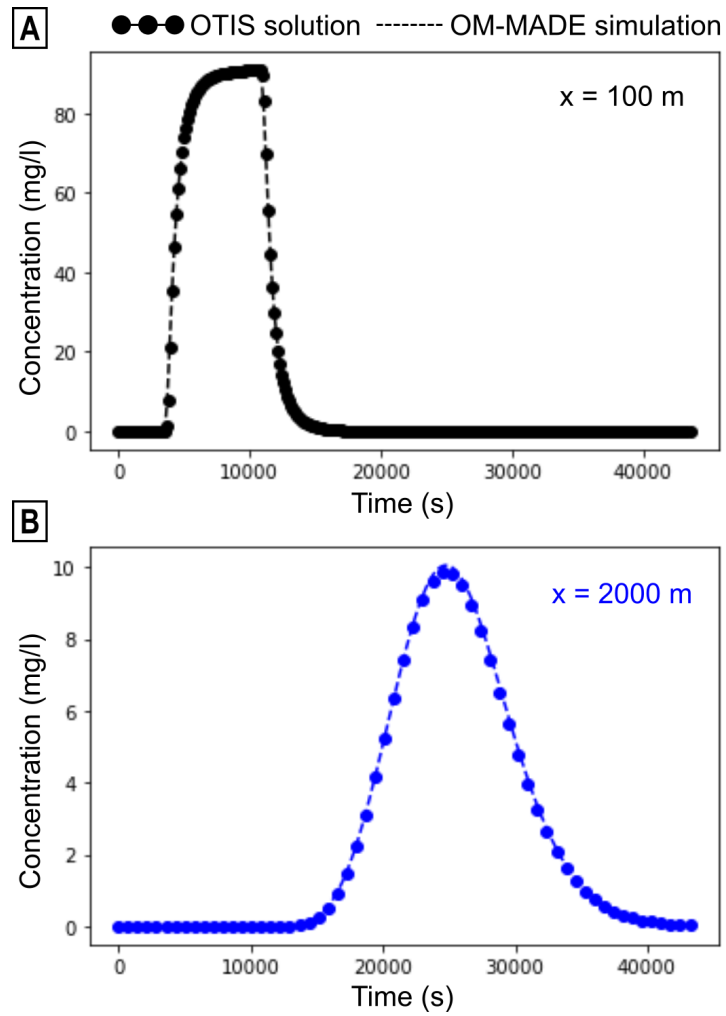 A
OTIS solution
OM-MADE simulation
x = 100 m
Concentration (mg/l)
80
60
40
20
0
0 10000 20000 30000 40000
Time (s)
B
x = 2000 m
Concentration (mg/l)
10
8
6
4
2
0
0 10000 20000 30000 40000
Time (s)